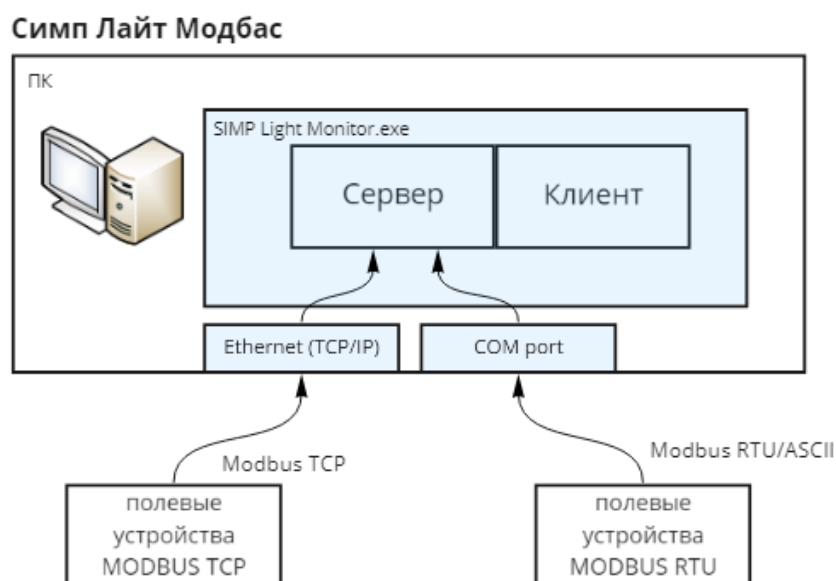 Симп Лайт Модбас
ПК
SIMP Light Monitor.exe
Сервер
Клиент
Ethernet (TCP/IP)
COM port
Modbus TCP
Modbus RTU/ASCII
полевые
устройства
MODBUS TCP
полевые
устройства
MODBUS RTU